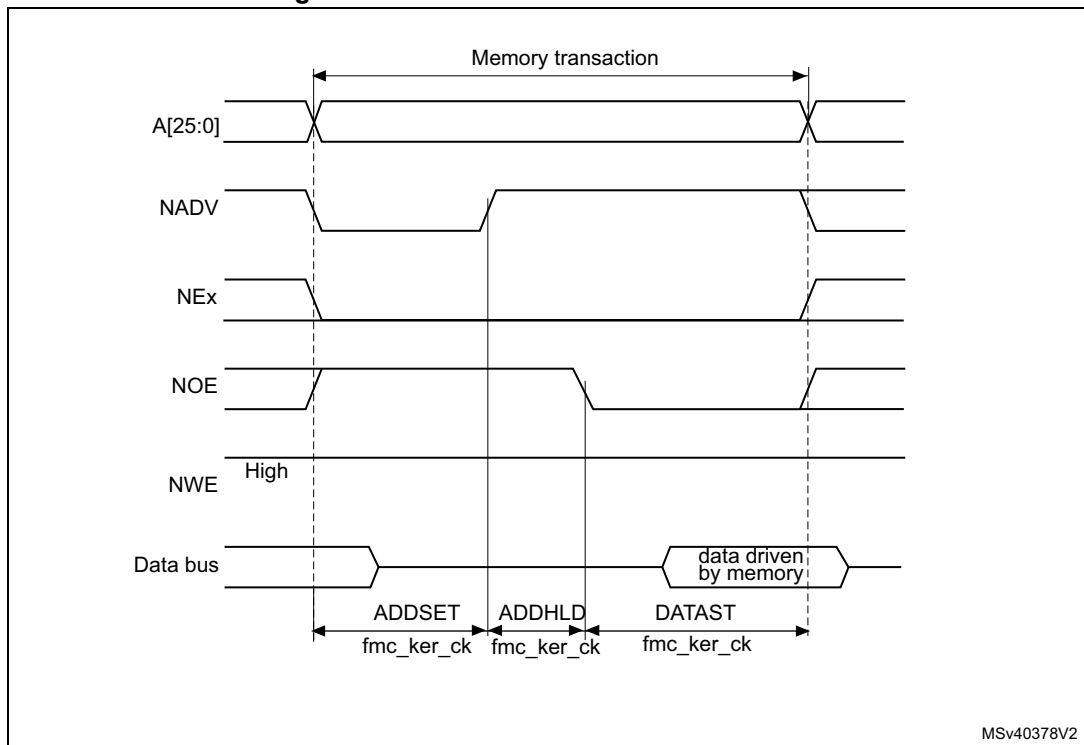 Memory transaction
A[25:0]
NADV
NEx
NOE
High
NWE
Data bus
data driven
by memory
ADDSET ADDHLD DATAST
fmc_ker_ck fmc_ker_ck fmc_ker_ck
MSv40378V2